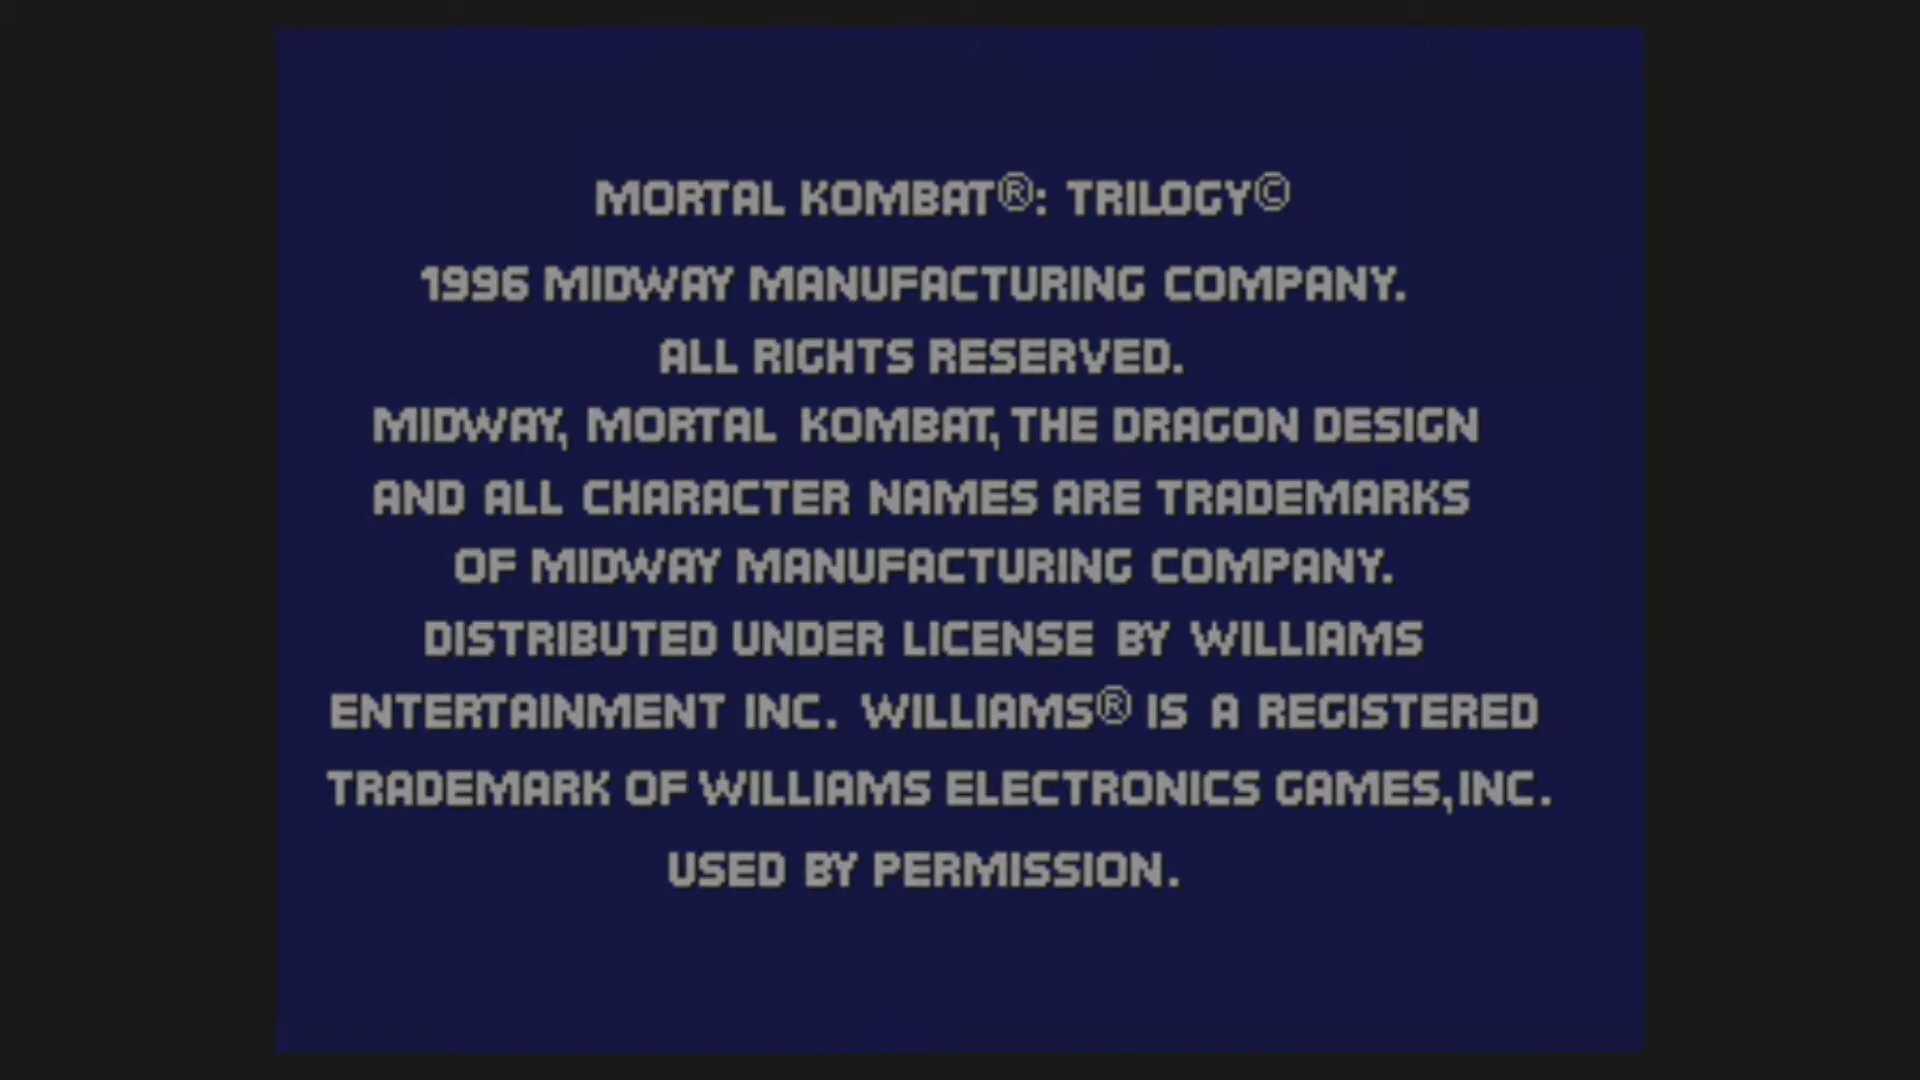 MORTAL KOMBAT®: TRILOGY©
1996 MIDWAY MANUFACTURING COMPANY.
ALL RIGHTS RESERVED.
MIDWAY, MORTAL KOMBAT, THE DRAGON DESIGN
AND ALL CHARACTER NAMES ARE TRADEMARKS
OF MIDWAY MANUFACTURING COMPANY.
DISTRIBUTED UNDER LICENSE BY WILLIAMS
ENTERTAINMENT INC. WILLIAMS® IS A REGISTERED
TRADEMARK OF WILLIAMS ELECTRONICS GAMES,INC.
USED BY PERMISSION.